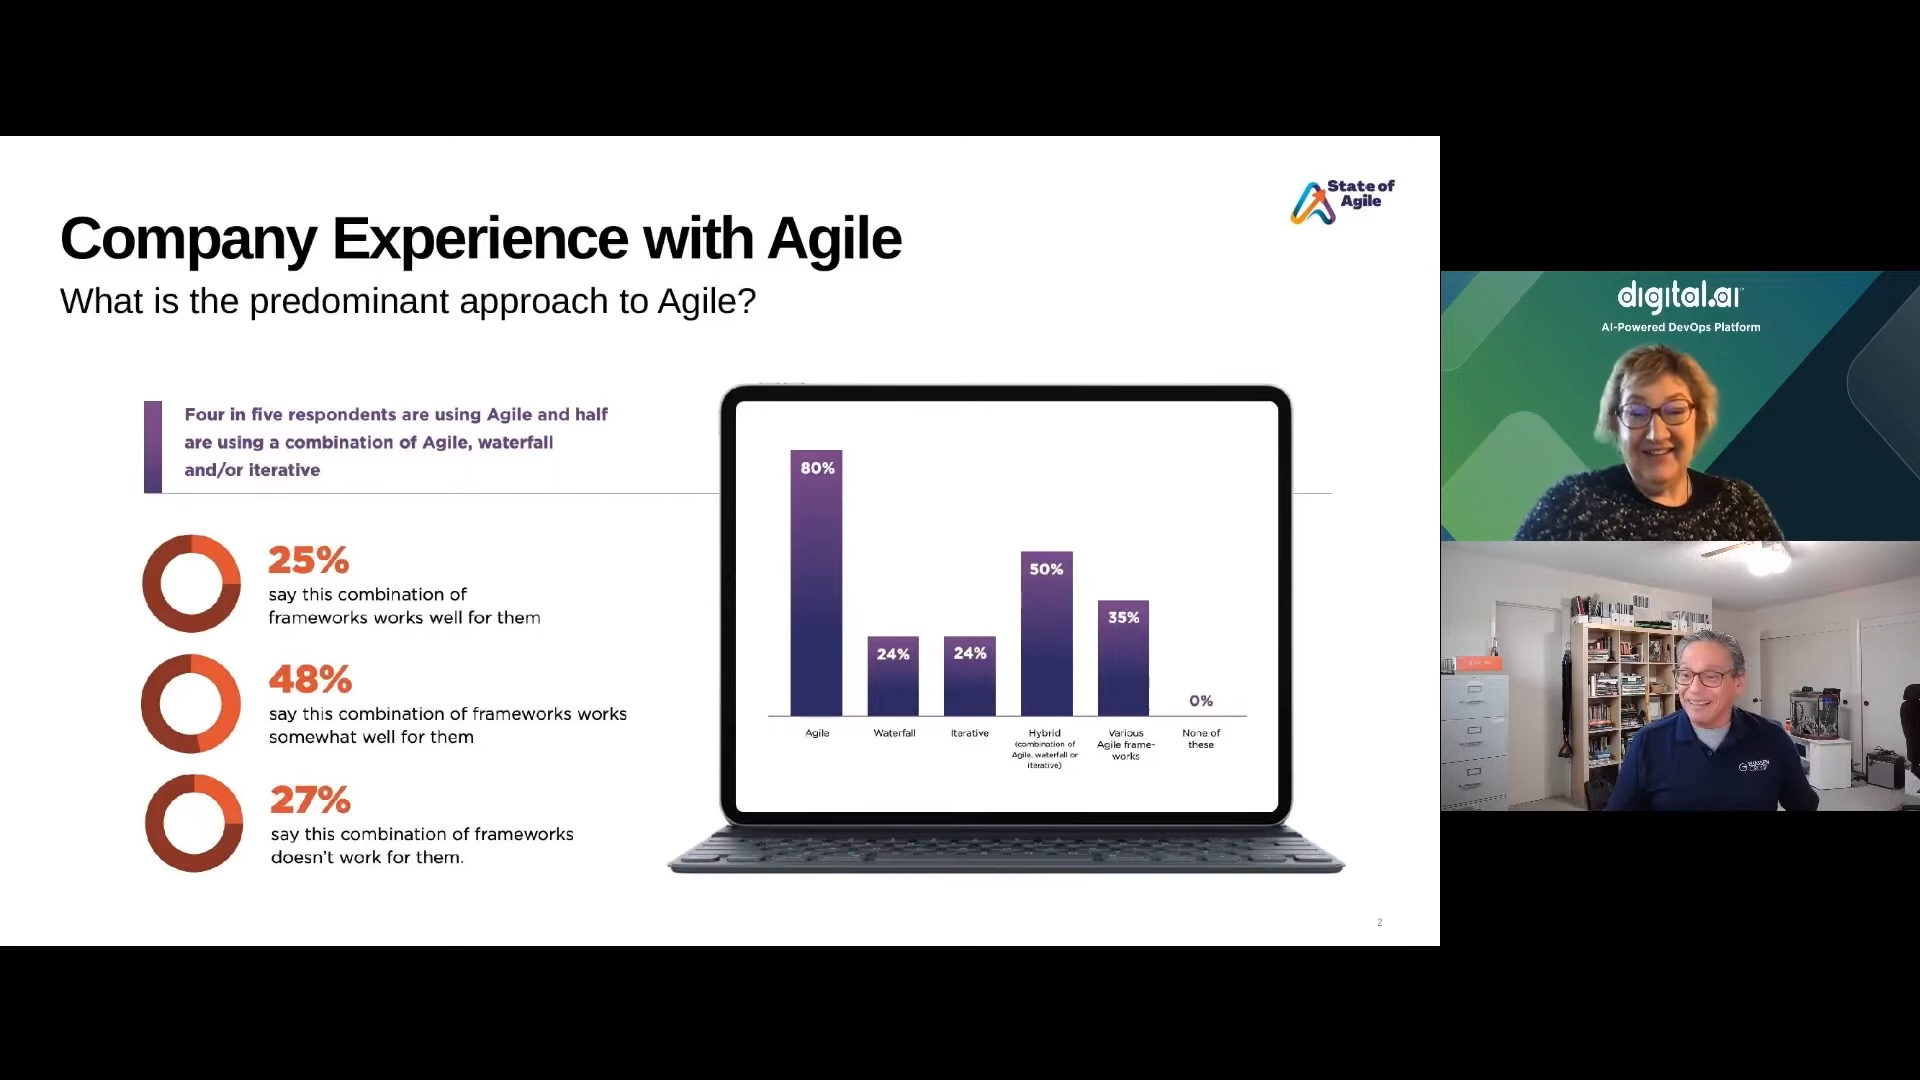 State of
Agile
Company Experience with Agile
What is the predominant approach to Agile?
Four in five respondents are using Agile and half
are using a combination of Agile, waterfall
and/or iterative
25%
say this combination of
frameworks works well for them
48%
say this combination of frameworks works
somewhat well for them
27%
say this combination of frameworks
doesn't work for them.
80%
24%
24%
50%
35%
0%
Agile
Waterfall
Iterative
Hybrid
(combination of
Agile, waterfall or
iterative)
Various
Agile frame-
works
None of
these
2
digital.ai
AI-Powered DevOps Platform